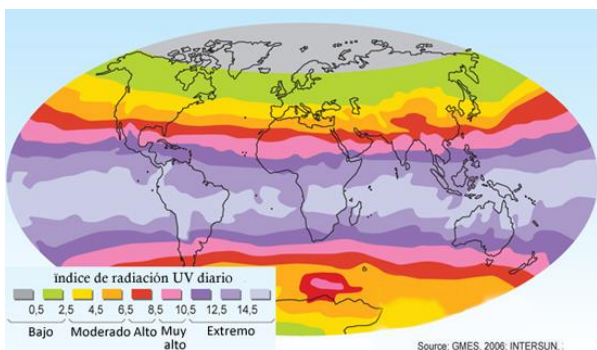 índice de radiación UV diario
0,5 2,5 4,5 6,5 8,5 10,5 12,5 14,5
Bajo Moderado Alto Muy alto Extremo
Source: GMES, 2006; INTERSUN, :